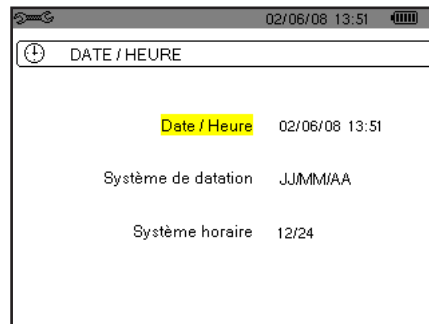 02/06/08 13:51
DATE / HEURE
Date / Heure 02/06/08 13:51
Système de datation JJ/MM/AA
Système horaire 12/24